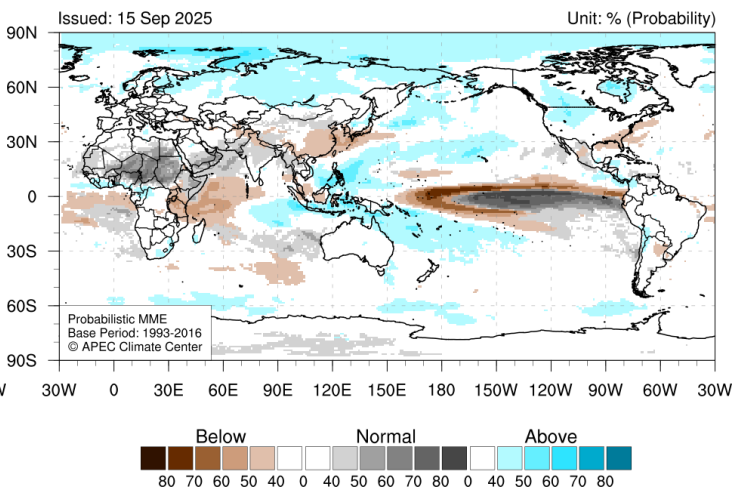 Issued: 15 Sep 2025 Unit: % (Probability)
90N
60N
30N
0
30S
60S
90S
Probabilistic MME
Base Period: 1993-2016
© APEC Climate Center
W 30W 0 30E 60E 90E 120E 150E 180 150W 120W 90W 60W 30W
Below Normal Above
80 70 60 50 40 0 40 50 60 70 80 0 40 50 60 70 80